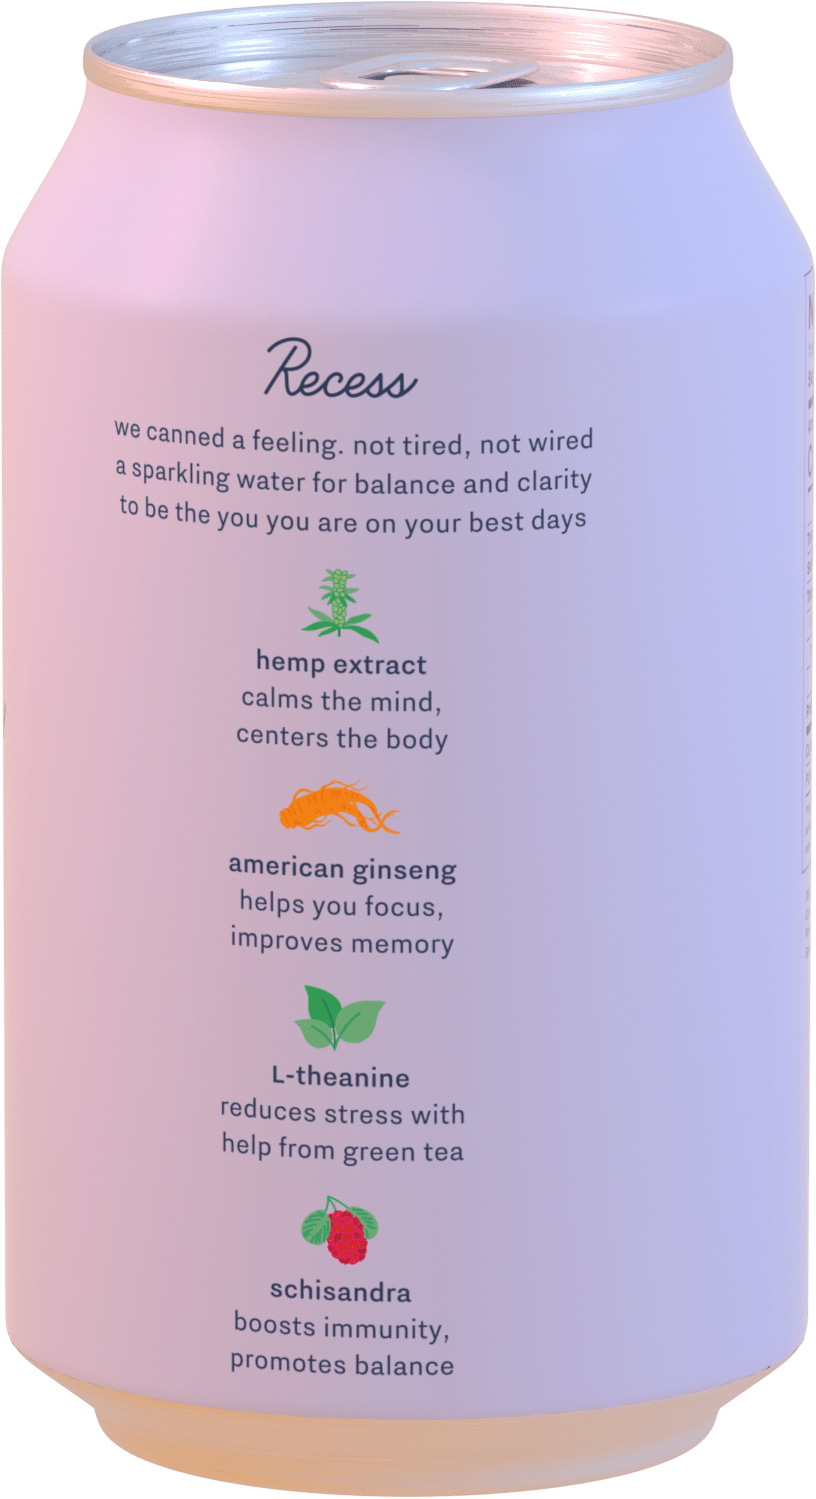 Recess
we canned a feeling. not tired, not wired
a sparkling water for balance and clarity
to be the you you are on your best days
hemp extract
calms the mind,
centers the body
american ginseng
helps you focus,
improves memory
L-theanine
reduces stress with
help from green tea
schisandra
boosts immunity,
promotes balance